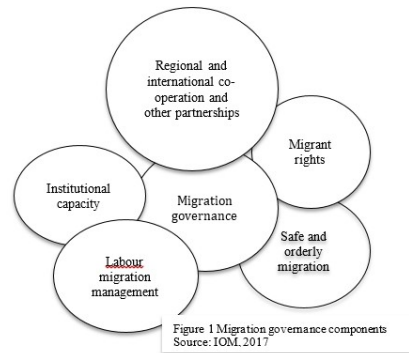 Regional and
international co-
operation and
other partnerships
Migrant
rights
Institutional
capacity
Migration
governance
Safe and
orderly
migration
Labour
migration
management
Figure 1 Migration governance components
Source: IOM, 2017